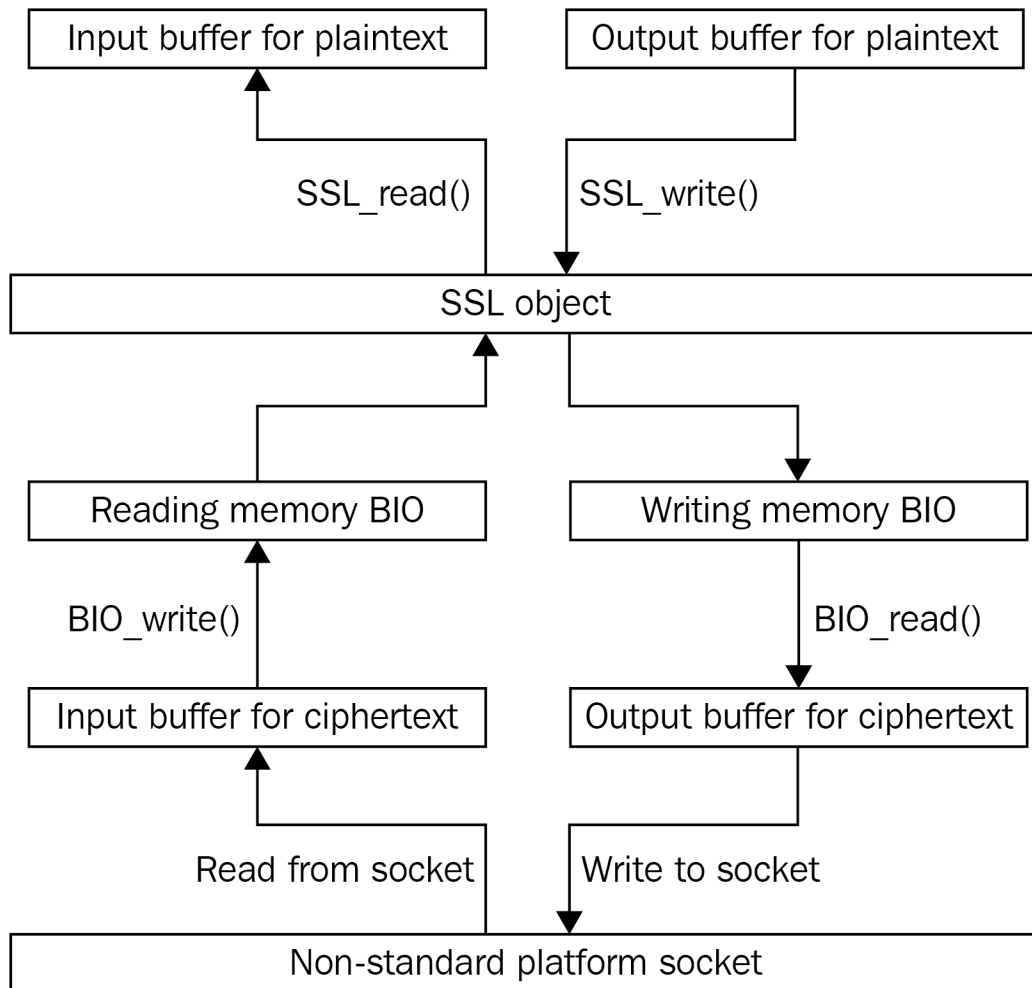 Input buffer for plaintext
Output buffer for plaintext
SSL_read()
SSL_write()
SSL object
Reading memory BIO
Writing memory BIO
BIO_write()
BIO_read()
Input buffer for ciphertext
Output buffer for ciphertext
Read from socket
Write to socket
Non-standard platform socket